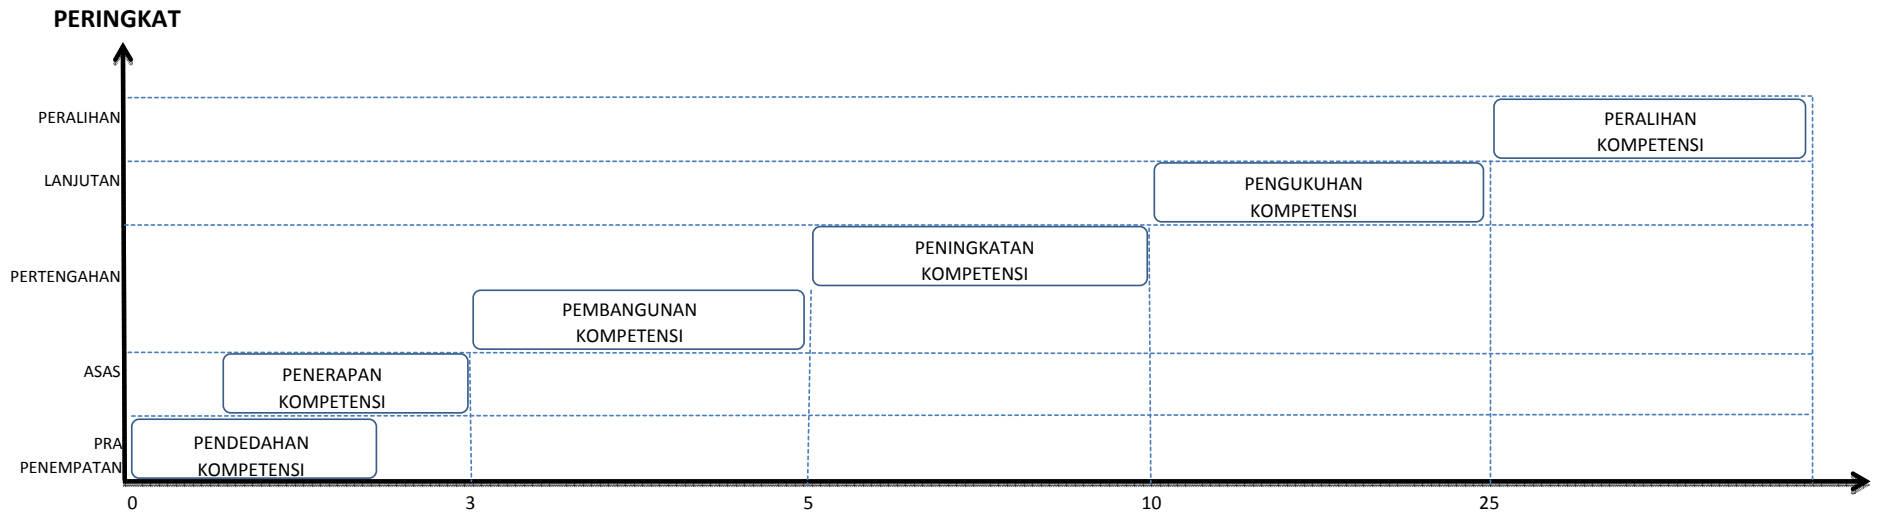 PERINGKAT
PERALIHAN
PERALIHAN
KOMPETENSI
LANJUTAN
PENGUKUHAN
KOMPETENSI
PERTENGAHAN
PENINGKATAN
KOMPETENSI
PEMBANGUNAN
KOMPETENSI
ASAS
PENERAPAN
KOMPETENSI
PRA
PENEMPATAN
PENDEDAHAN
KOMPETENSI
0 3 5 10 25